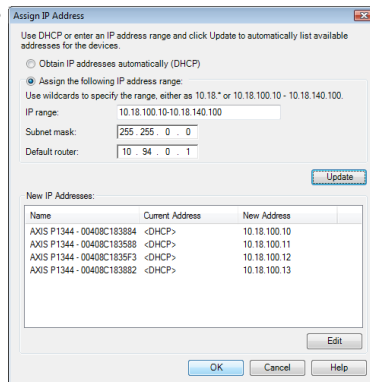 Assign IP Address
Use DHCP or enter an IP address range and click Update to automatically list available
addresses for the devices.
Obtain IP addresses automatically (DHCP)
Assign the following IP address range:
Use wildcards to specify the range, either as 10.18.* or 10.18.100.10 - 10.18.140.100.
IP range: 10.18.100.10-10.18.140.100
Subnet mask: 255 . 255 . 0 . 0
Default router: 10 . 94 . 0 . 1
Update
New IP Addresses:
Name Current Address New Address
AXIS P1344 - 00408C183884 <DHCP> 10.18.100.10
AXIS P1344 - 00408C183588 <DHCP> 10.18.100.11
AXIS P1344 - 00408C1835F3 <DHCP> 10.18.100.12
AXIS P1344 - 00408C183882 <DHCP> 10.18.100.13
Edit
OK Cancel Help